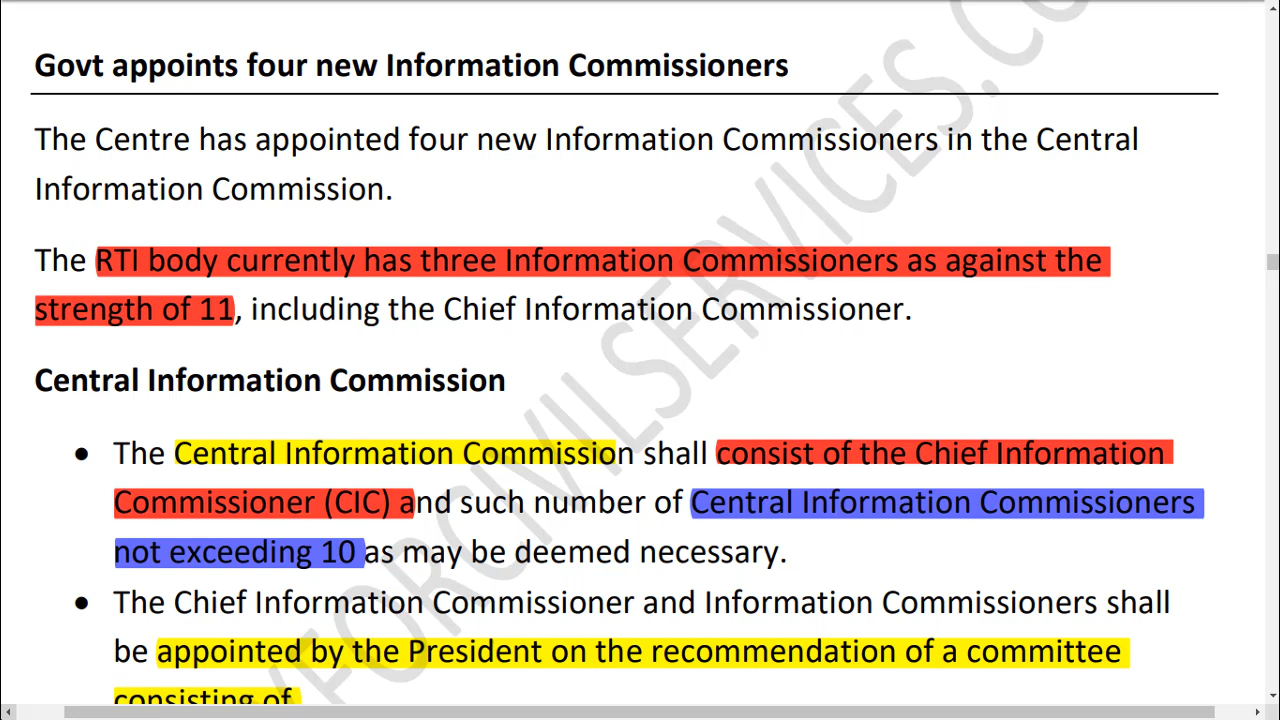 Govt appoints four new Information Commissioners
The Centre has appointed four new Information Commissioners in the Central
Information Commission.
The RTI body currently has three Information Commissioners as against the
strength of 11, including the Chief Information Commissioner.
Central Information Commission
• The Central Information Commission shall consist of the Chief Information
Commissioner (CIC) and such number of Central Information Commissioners
not exceeding 10 as may be deemed necessary.
• The Chief Information Commissioner and Information Commissioners shall
be appointed by the President on the recommendation of a committee
consisting of
FORCIVILSERVICES.CO